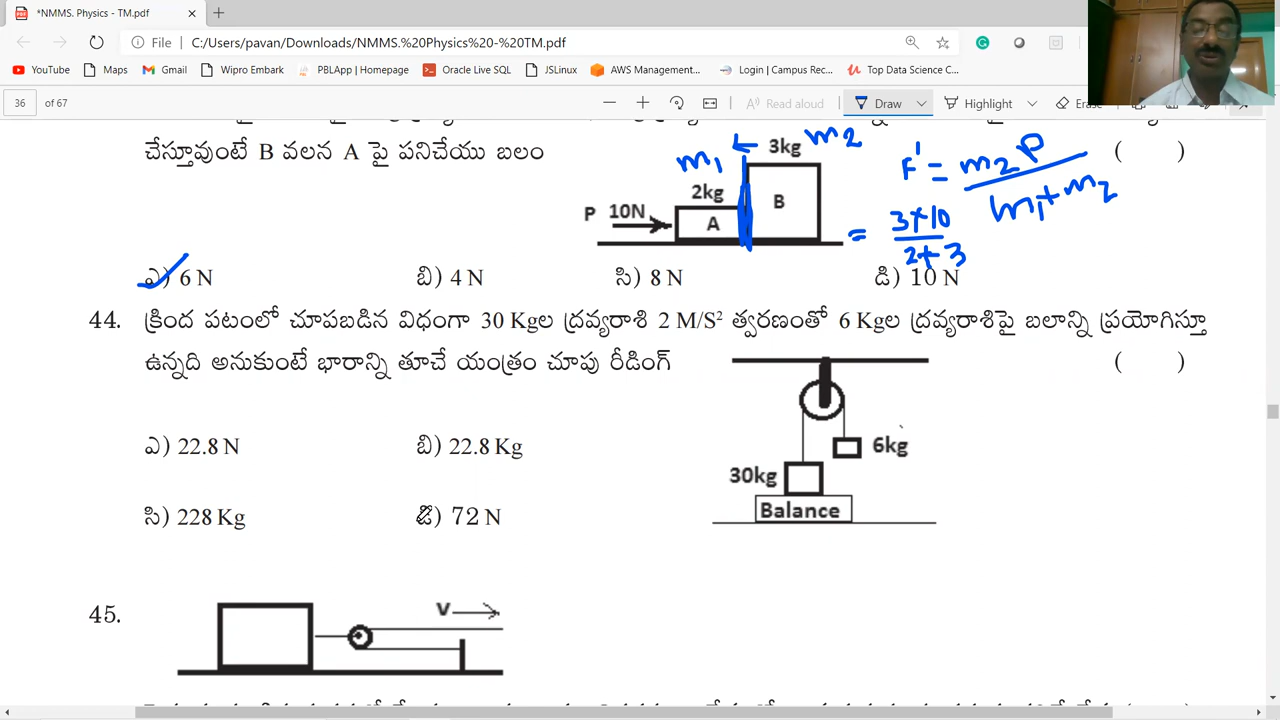 *NMMS. Physics - TM.pdf
File C:/Users/pavan/Downloads/NMMS.%20Physics%20-%20TM.pdf
YouTube Maps Gmail Wipro Embark PBLApp | Homepage Oracle Live SQL JSLinux AWS Management... Login | Campus Rec... Top Data Science C...
36 of 67 Read aloud Draw Highlight Erase
చేస్తూవుంటే B వలన A పై పనిచేయు బలం ( )
3kg m2
m1
2kg
P 10N A B
F' = m2 P / m1 + m2
= 3+10 / 2+3
ఎ) 6 N బి) 4 N సి) 8 N డి) 10 N
44. క్రింద పటంలో చూపబడిన విధంగా 30 Kgల ద్రవ్యరాశి 2 M/S² త్వరణంతో 6 Kgల ద్రవ్యరాశిపై బలాన్ని ప్రయోగిస్తూ
ఉన్నది అనుకుంటే భారాన్ని తూచే యంత్రం చూపు రీడింగ్ ( )
ఎ) 22.8 N బి) 22.8 Kg
6kg
30kg
Balance
సి) 228 Kg డి) 72 N
45.
V